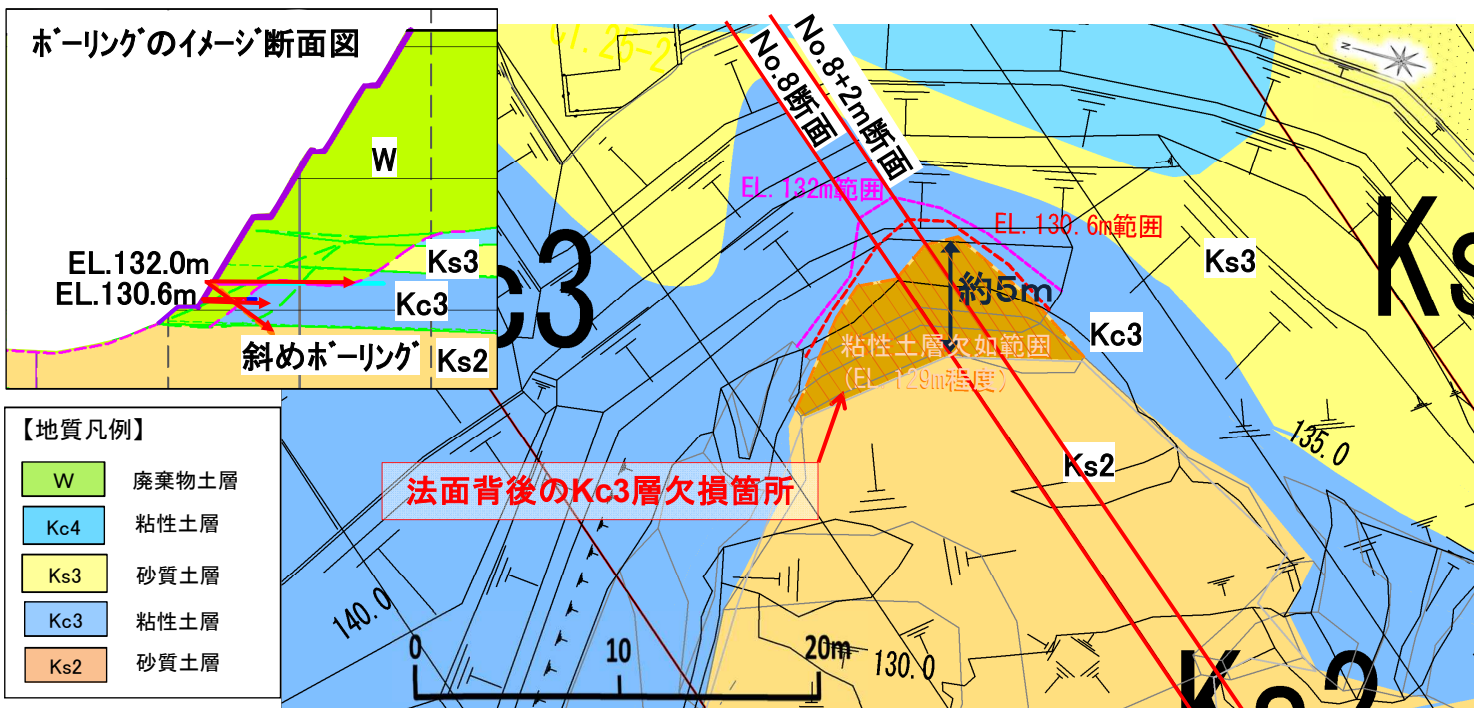 ボーリングのイメージ断面図
W
EL.132.0m
EL.130.6m
Ks3
Kc3
斜めボーリング
Ks2
【地質凡例】
W 廃棄物土層
Kc4 粘性土層
Ks3 砂質土層
Kc3 粘性土層
Ks2 砂質土層
25-2
No.8断面
No.8+2m断面
N
EL.132m範囲
EL.130.6m範囲
c3
Ks3
Ks
約5m
Kc3
粘性土層欠如範囲
(EL.129m程度)
135.0
Ks2
法面背後のKc3層欠損箇所
140.0
0 10 20m
130.0
Ks2